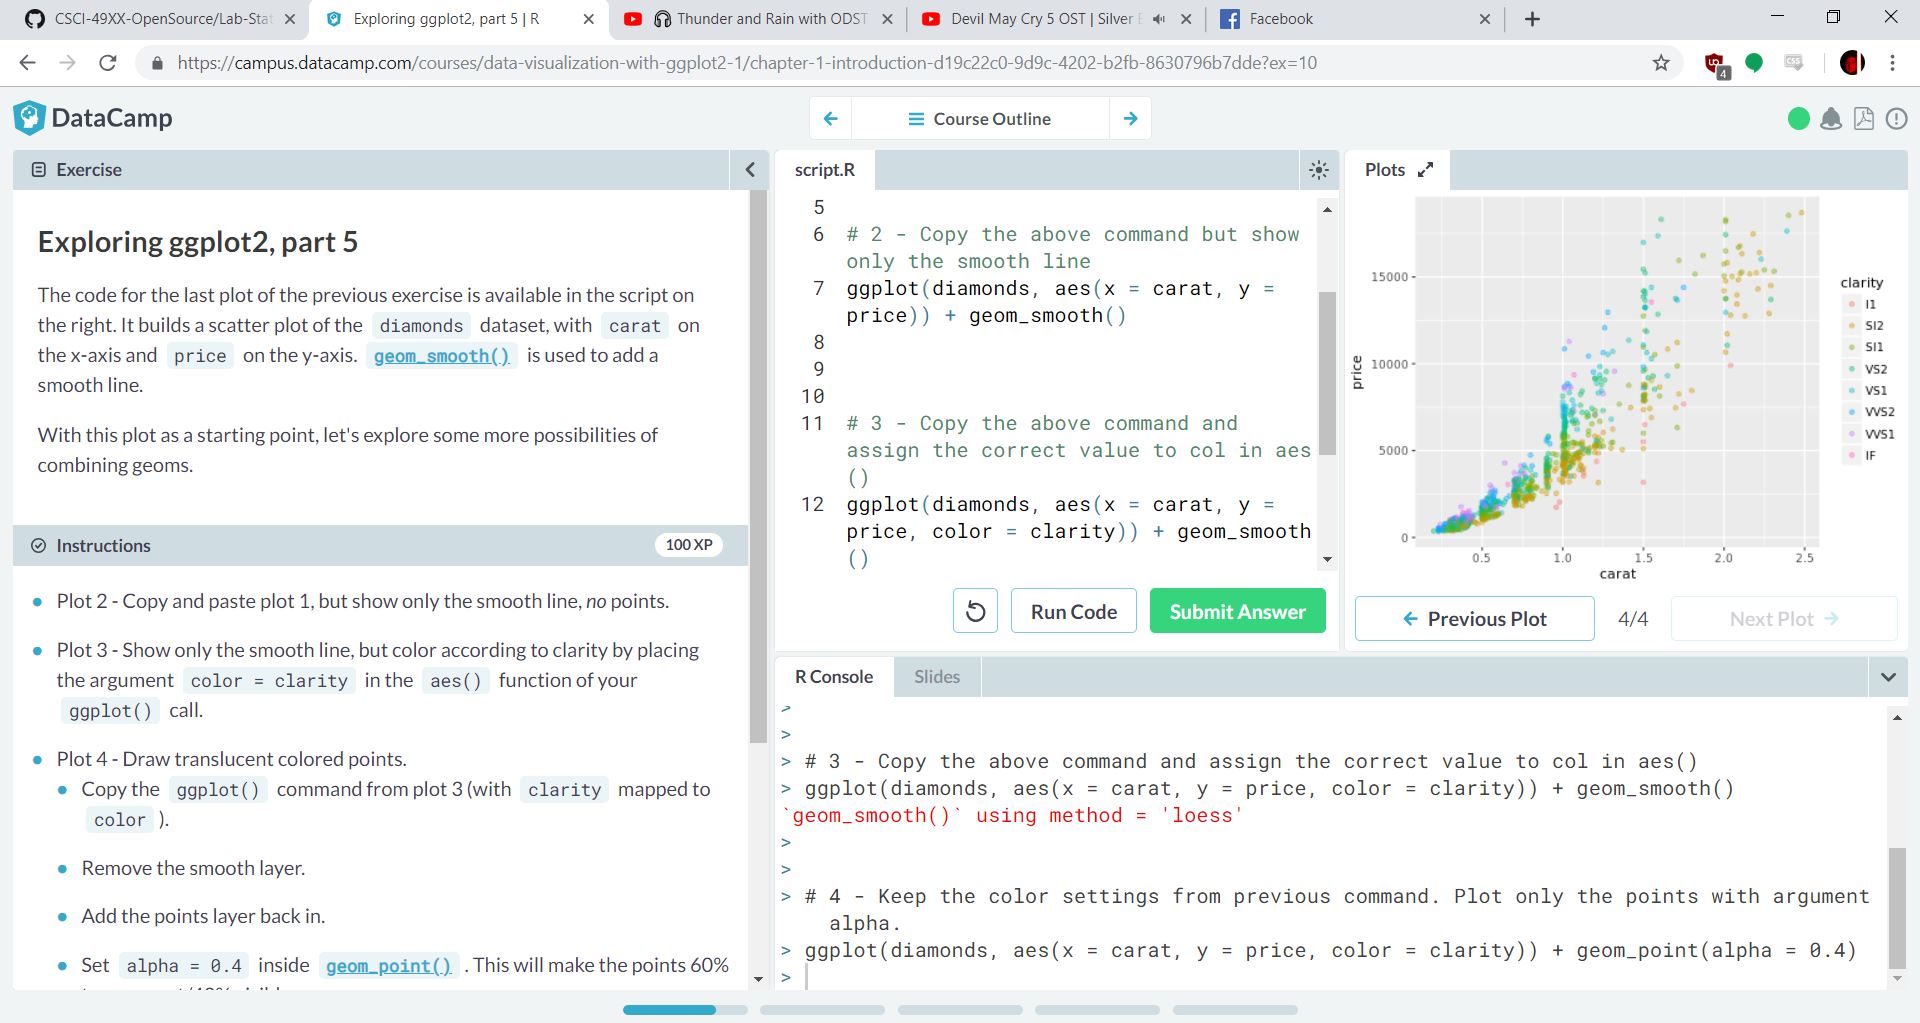 CSCI-49XX-OpenSource/Lab-Stat
Exploring ggplot2, part 5 | R
Thunder and Rain with ODST
Devil May Cry 5 OST | Silver
Facebook
https://campus.datacamp.com/courses/data-visualization-with-ggplot2-1/chapter-1-introduction-d19c22c0-9d9c-4202-b2fb-8630796b7dde?ex=10
4
CSS
DataCamp
Course Outline
Exercise
Exploring ggplot2, part 5
The code for the last plot of the previous exercise is available in the script on
the right. It builds a scatter plot of the diamonds dataset, with carat on
the x-axis and price on the y-axis. geom_smooth() is used to add a
smooth line.
With this plot as a starting point, let's explore some more possibilities of
combining geoms.
Instructions
100 XP
Plot 2 - Copy and paste plot 1, but show only the smooth line, no points.
Plot 3 - Show only the smooth line, but color according to clarity by placing
the argument color = clarity in the aes() function of your
ggplot() call.
Plot 4 - Draw translucent colored points.
Copy the ggplot() command from plot 3 (with clarity mapped to
color ).
Remove the smooth layer.
Add the points layer back in.
Set alpha = 0.4 inside geom_point() . This will make the points 60%
script.R
5
6 # 2 - Copy the above command but show
only the smooth line
7 ggplot(diamonds, aes(x = carat, y =
price)) + geom_smooth()
8
9
10
11 # 3 - Copy the above command and
assign the correct value to col in aes
()
12 ggplot(diamonds, aes(x = carat, y =
price, color = clarity)) + geom_smooth
()
Run Code
Submit Answer
Plots
15000
10000
5000
0
price
0.5 1.0 1.5 2.0 2.5
carat
clarity
I1
SI2
SI1
VS2
VS1
VVS2
VVS1
IF
Previous Plot
4/4
Next Plot
R Console
Slides
>
>
> # 3 - Copy the above command and assign the correct value to col in aes()
> ggplot(diamonds, aes(x = carat, y = price, color = clarity)) + geom_smooth()
`geom_smooth()` using method = 'loess'
>
>
> # 4 - Keep the color settings from previous command. Plot only the points with argument
alpha.
> ggplot(diamonds, aes(x = carat, y = price, color = clarity)) + geom_point(alpha = 0.4)
>